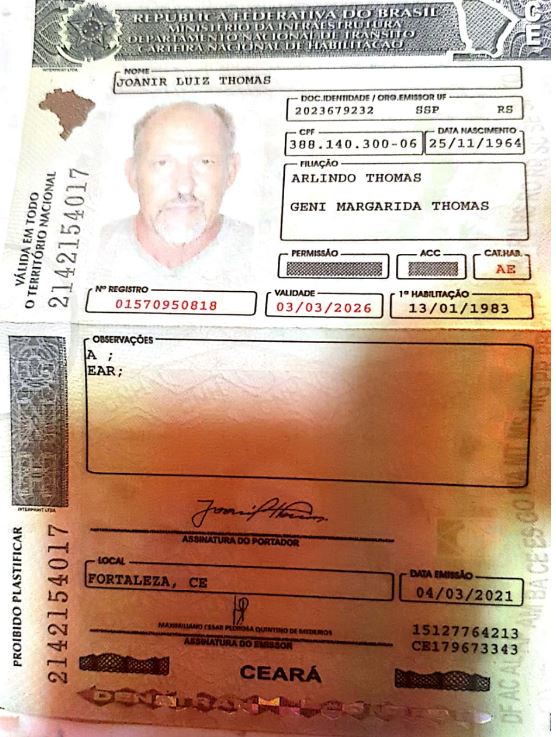 REPÚBLICA FEDERATIVA DO BRASIL
MINISTÉRIO DA INFRAESTRUTURA
DEPARTAMENTO NACIONAL DE TRÂNSITO
CARTEIRA NACIONAL DE HABILITAÇÃO
INTERPRINT LTDA.
NOME
JOANIR LUIZ THOMAS
DOC. IDENTIDADE / ORG. EMISSOR UF
2023679232 SSP RS
CPF
388.140.300-06
DATA NASCIMENTO
25/11/1964
FILIAÇÃO
ARLINDO THOMAS
GENI MARGARIDA THOMAS
PERMISSÃO
ACC
CAT.HAB.
AE
Nº REGISTRO
01570950818
VALIDADE
03/03/2026
1ª HABILITAÇÃO
13/01/1983
VÁLIDA EM TODO
O TERRITÓRIO NACIONAL
2142154017
OBSERVAÇÕES
A ;
EAR;
INTERPRINT LTDA.
ASSINATURA DO PORTADOR
LOCAL
FORTALEZA, CE
DATA EMISSÃO
04/03/2021
MAXIMILIANO CESAR PEDROSA QUINTINO DE MEDEIROS
ASSINATURA DO EMISSOR
15127764213
CE179673343
PROIBIDO PLASTIFICAR
2142154017
CEARÁ